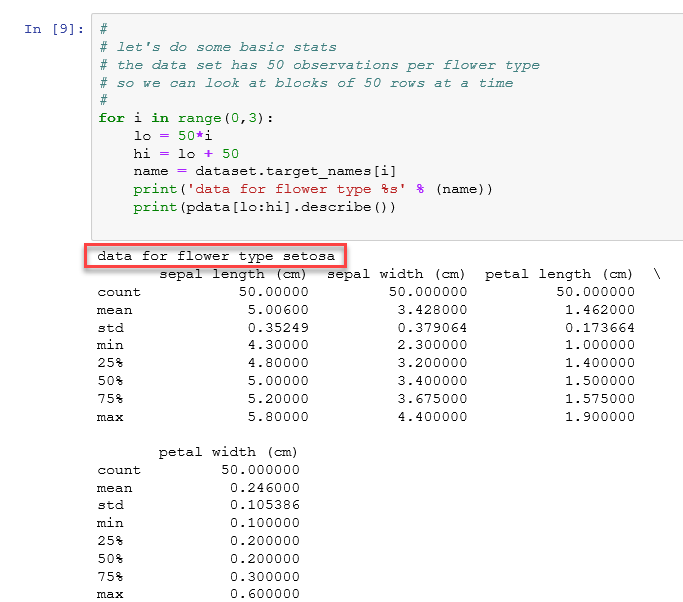 In [9]: #
# let's do some basic stats
# the data set has 50 observations per flower type
# so we can look at blocks of 50 rows at a time
#
for i in range(0,3):
    lo = 50*i
    hi = lo + 50
    name = dataset.target_names[i]
    print('data for flower type %s' % (name))
    print(pdata[lo:hi].describe())
data for flower type setosa
       sepal length (cm)  sepal width (cm)  petal length (cm)  \
count           50.00000         50.000000          50.000000
mean             5.00600          3.428000           1.462000
std              0.35249          0.379064           0.173664
min              4.30000          2.300000           1.000000
25%              4.80000          3.200000           1.400000
50%              5.00000          3.400000           1.500000
75%              5.20000          3.675000           1.575000
max              5.80000          4.400000           1.900000
       petal width (cm)
count         50.000000
mean           0.246000
std            0.105386
min            0.100000
25%            0.200000
50%            0.200000
75%            0.300000
max            0.600000